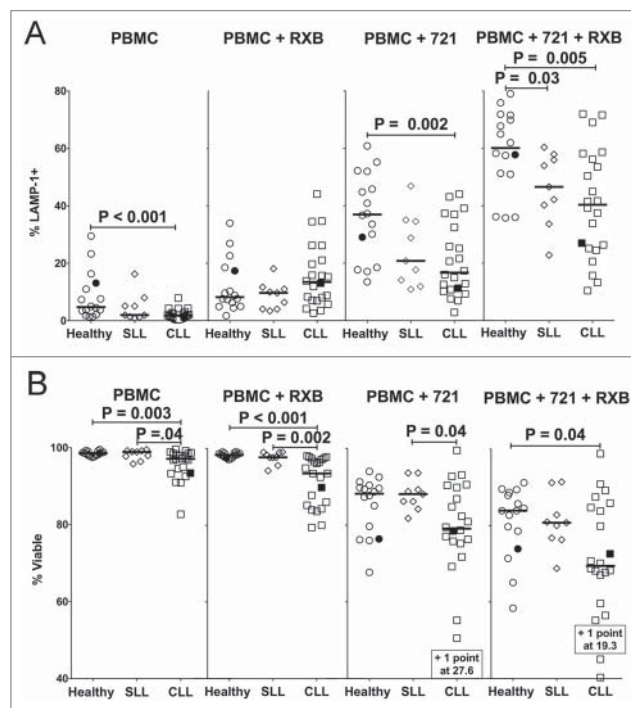 A
PBMC
PBMC + RXB
PBMC + 721
PBMC + 721 + RXB
P = 0.005
P = 0.03
P = 0.002
P < 0.001
% LAMP-1+
80
60
40
20
0
Healthy SLL CLL Healthy SLL CLL Healthy SLL CLL Healthy SLL CLL
B
PBMC
PBMC + RXB
PBMC + 721
PBMC + 721 + RXB
P = 0.003
P < 0.001
P = 0.04
P = 0.04
P =.04
P = 0.002
% Viable
100
80
60
40
+ 1 point
at 27.6
+ 1 point
at 19.3
Healthy SLL CLL Healthy SLL CLL Healthy SLL CLL Healthy SLL CLL